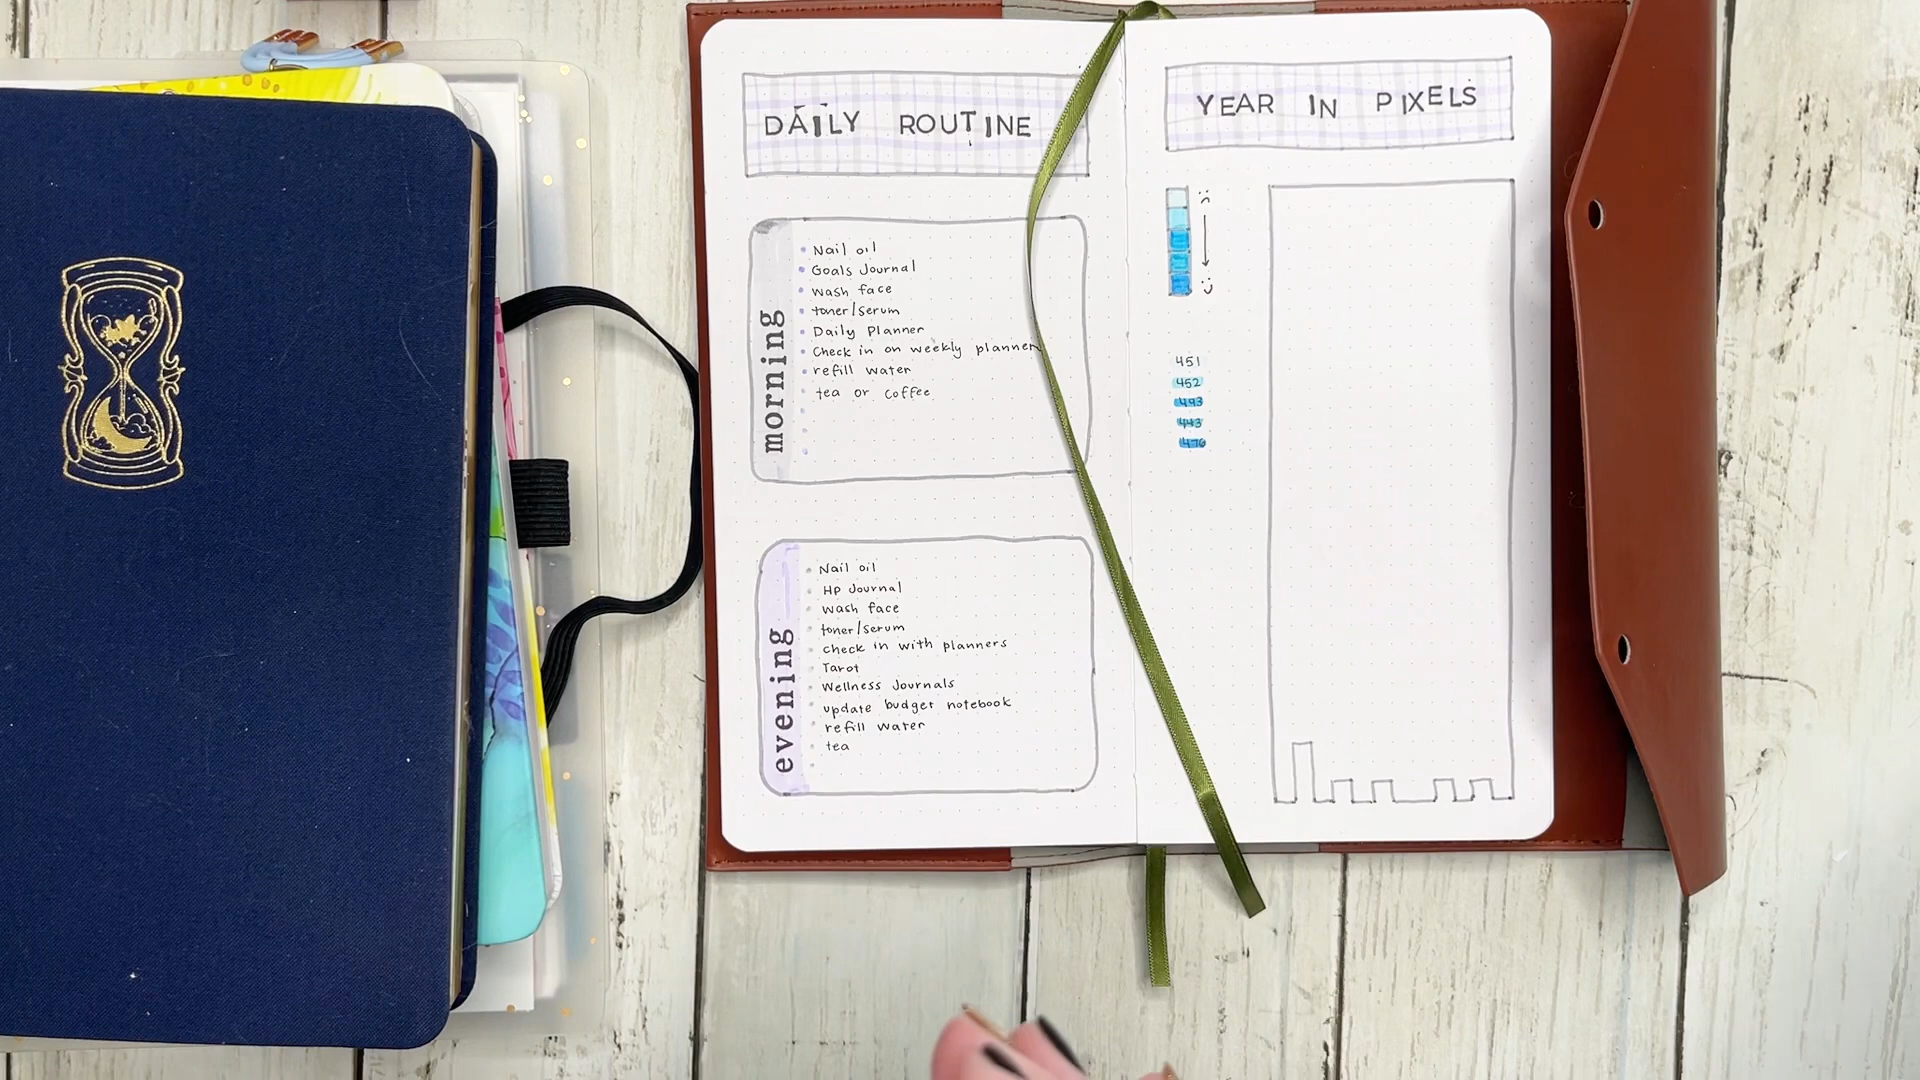 DAILY ROUTINE
morning
Nail oil
Goals Journal
wash face
toner/serum
Daily Planner
Check in on weekly planner
refill water
tea or coffee
evening
Nail oil
HP Journal
wash face
toner/serum
check in with planners
Tarot
Wellness Journals
update budget notebook
refill water
tea
YEAR IN PIXELS
:(
:)
451
452
493
443
476